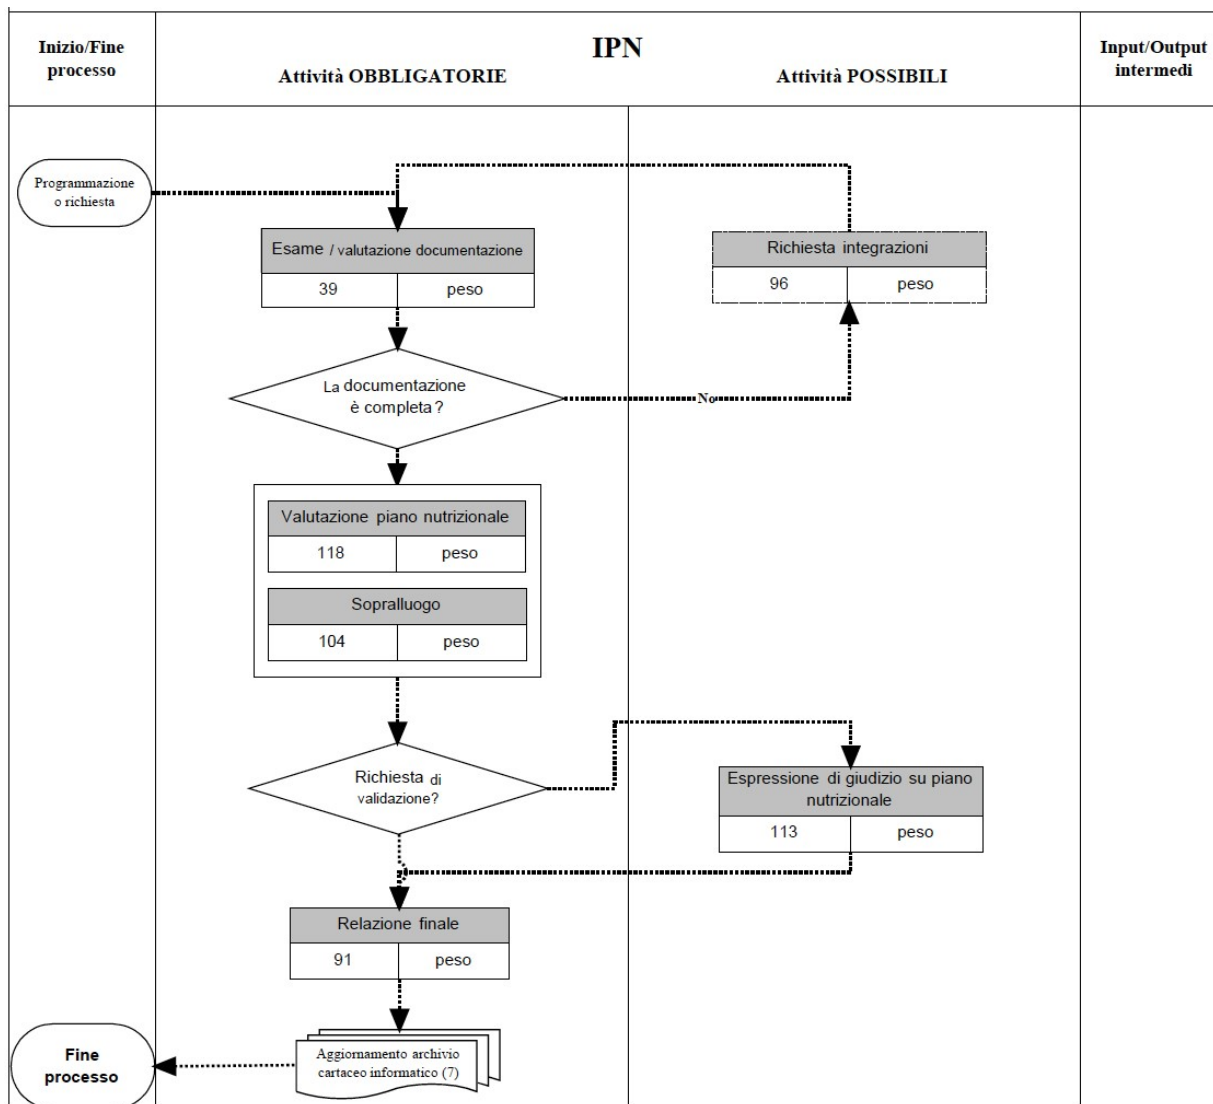 Inizio/Fine
processo
IPN
Attività OBBLIGATORIE
Attività POSSIBILI
Input/Output
intermedi
Programmazione
o richiesta
Esame / valutazione documentazione
39 peso
Richiesta integrazioni
96 peso
La documentazione
è completa ?
No
Valutazione piano nutrizionale
118 peso
Sopralluogo
104 peso
Richiesta di
validazione?
Espressione di giudizio su piano
nutrizionale
113 peso
Relazione finale
91 peso
Aggiornamento archivio
cartaceo informatico (7)
Fine
processo